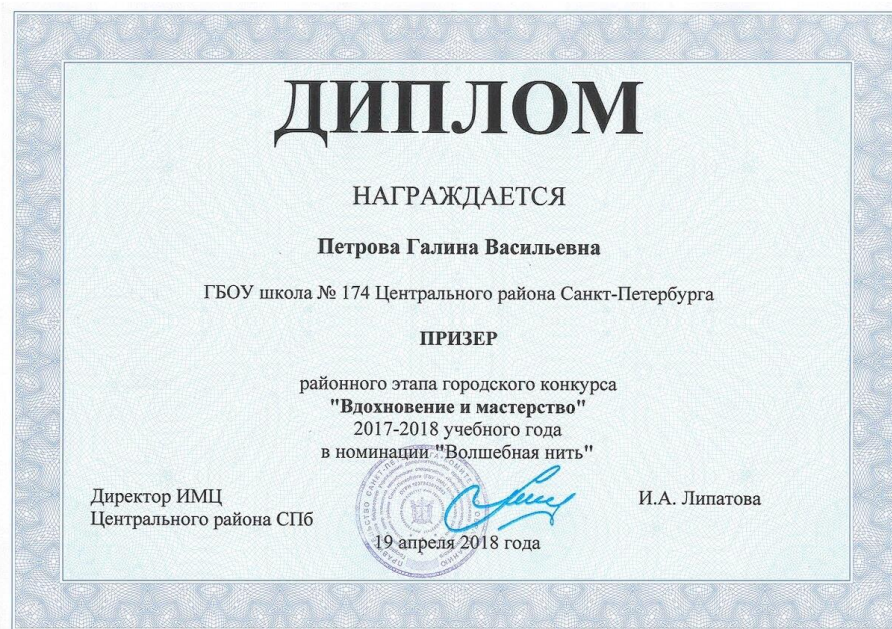 ДИПЛОМ
НАГРАЖДАЕТСЯ
Петрова Галина Васильевна
ГБОУ школа № 174 Центрального района Санкт-Петербурга
ПРИЗЕР
районного этапа городского конкурса
"Вдохновение и мастерство"
2017-2018 учебного года
в номинации "Волшебная нить"
Директор ИМЦ
Центрального района СПб
И.А. Липатова
19 апреля 2018 года